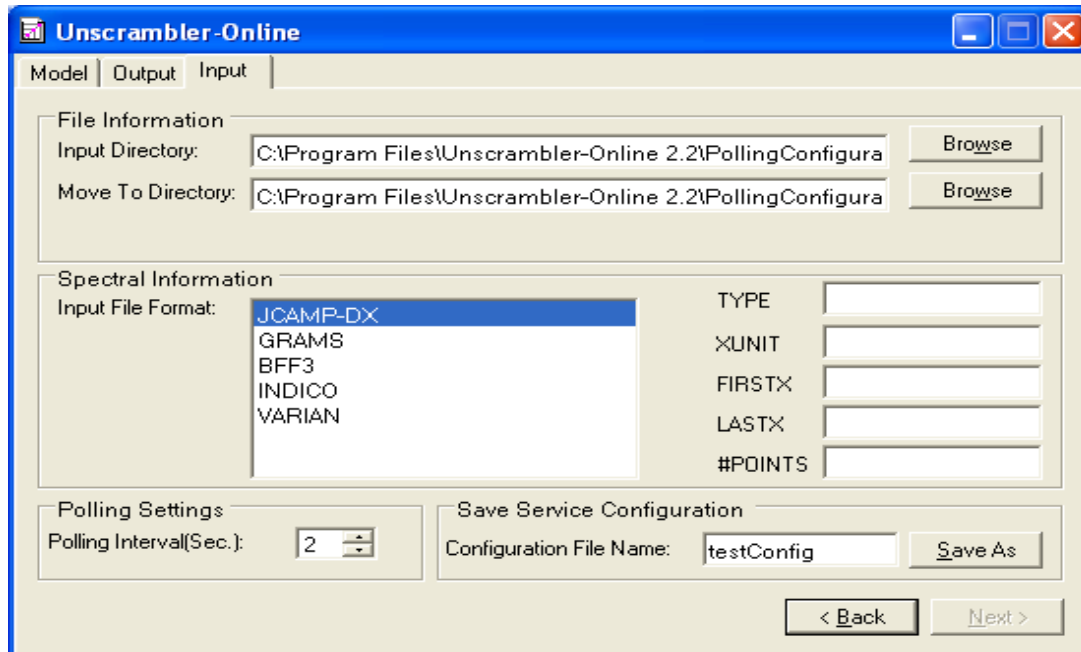 Unscrambler-Online
Model Output Input
File Information
Input Directory: C:\Program Files\Unscrambler-Online 2.2\PollingConfigura Browse
Move To Directory: C:\Program Files\Unscrambler-Online 2.2\PollingConfigura Browse
Spectral Information
Input File Format:
JCAMP-DX
GRAMS
BFF3
INDICO
VARIAN
TYPE
XUNIT
FIRSTX
LASTX
#POINTS
Polling Settings
Polling Interval(Sec.): 2
Save Service Configuration
Configuration File Name: testConfig Save As
< Back Next >